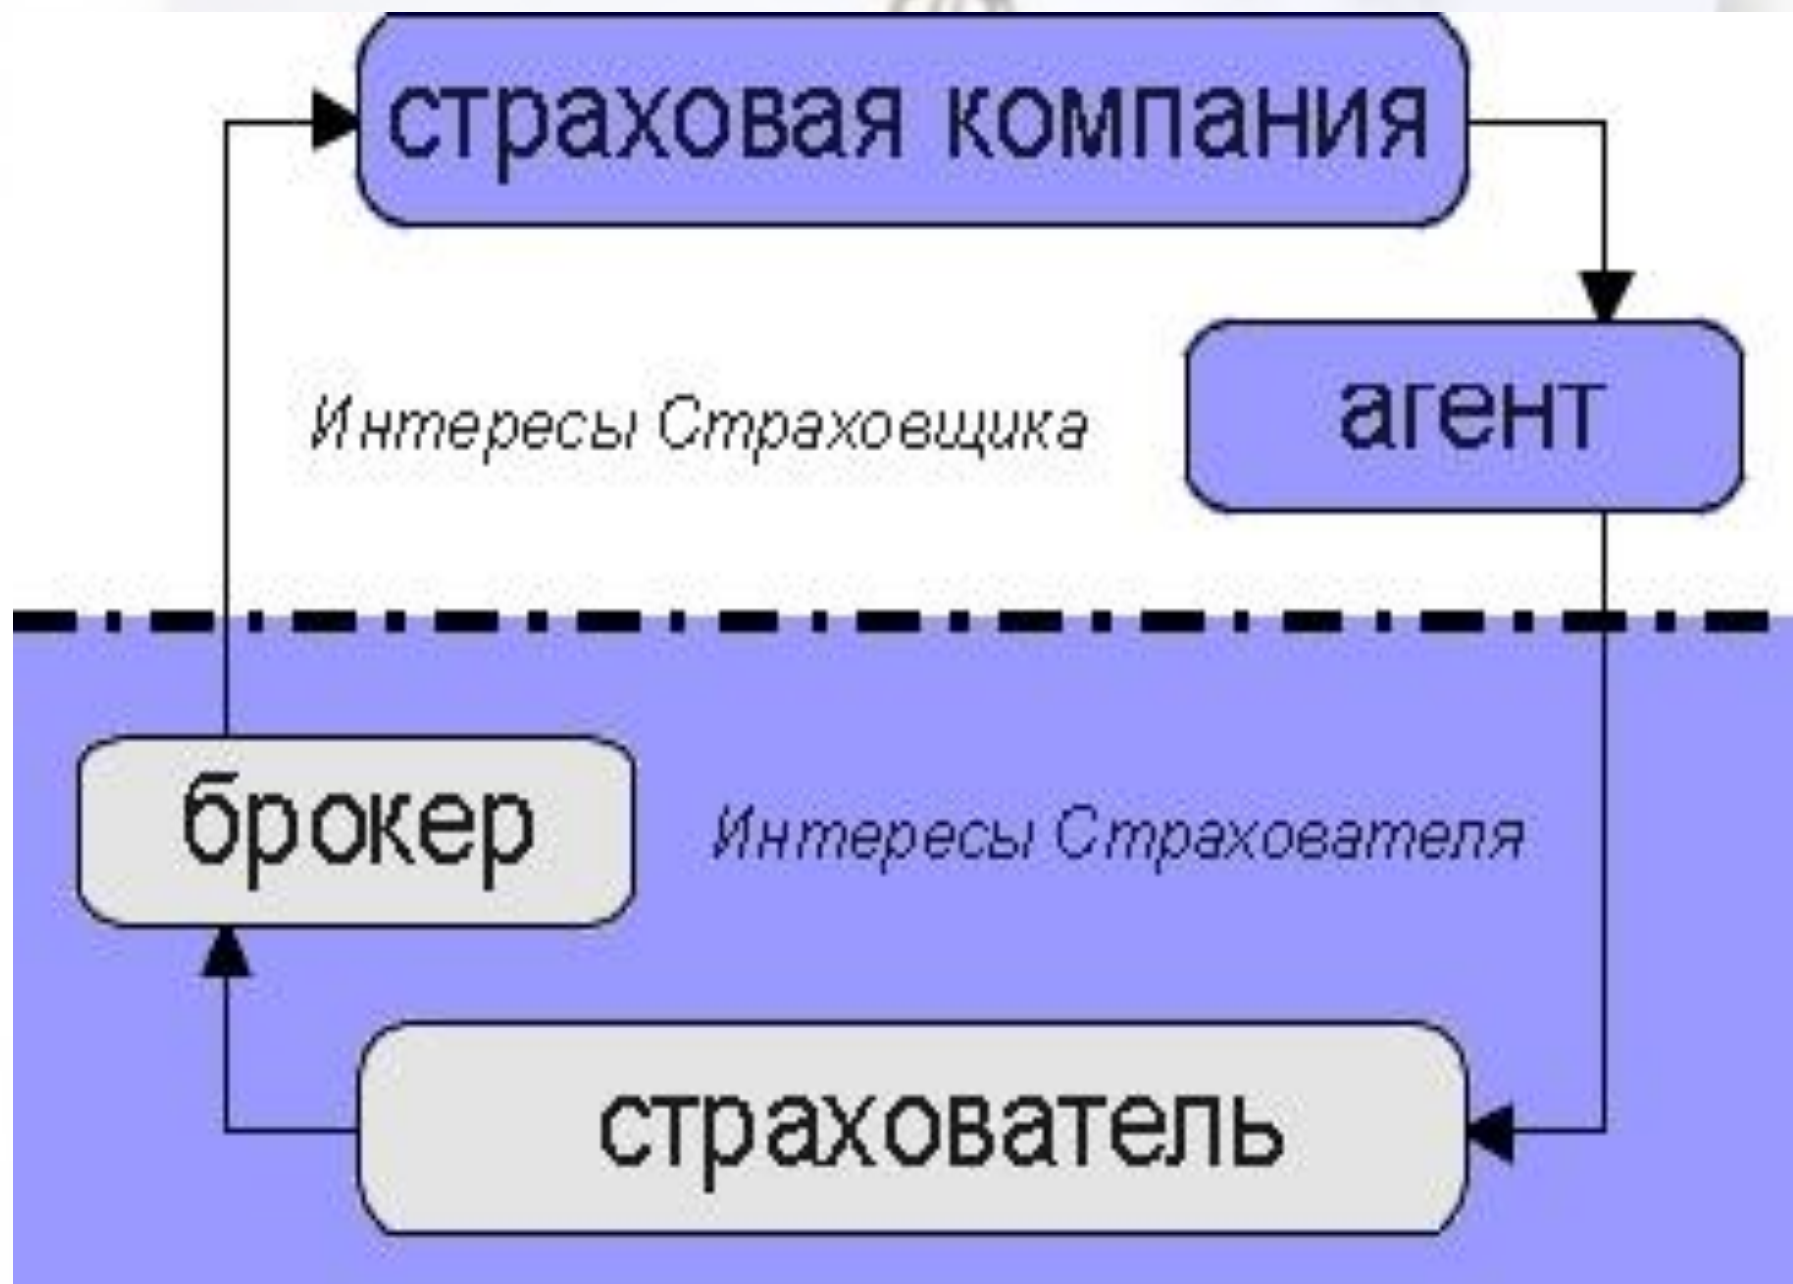 страховая компания
агент
Интересы Страховщика
брокер
Интересы Страхователя
страхователь